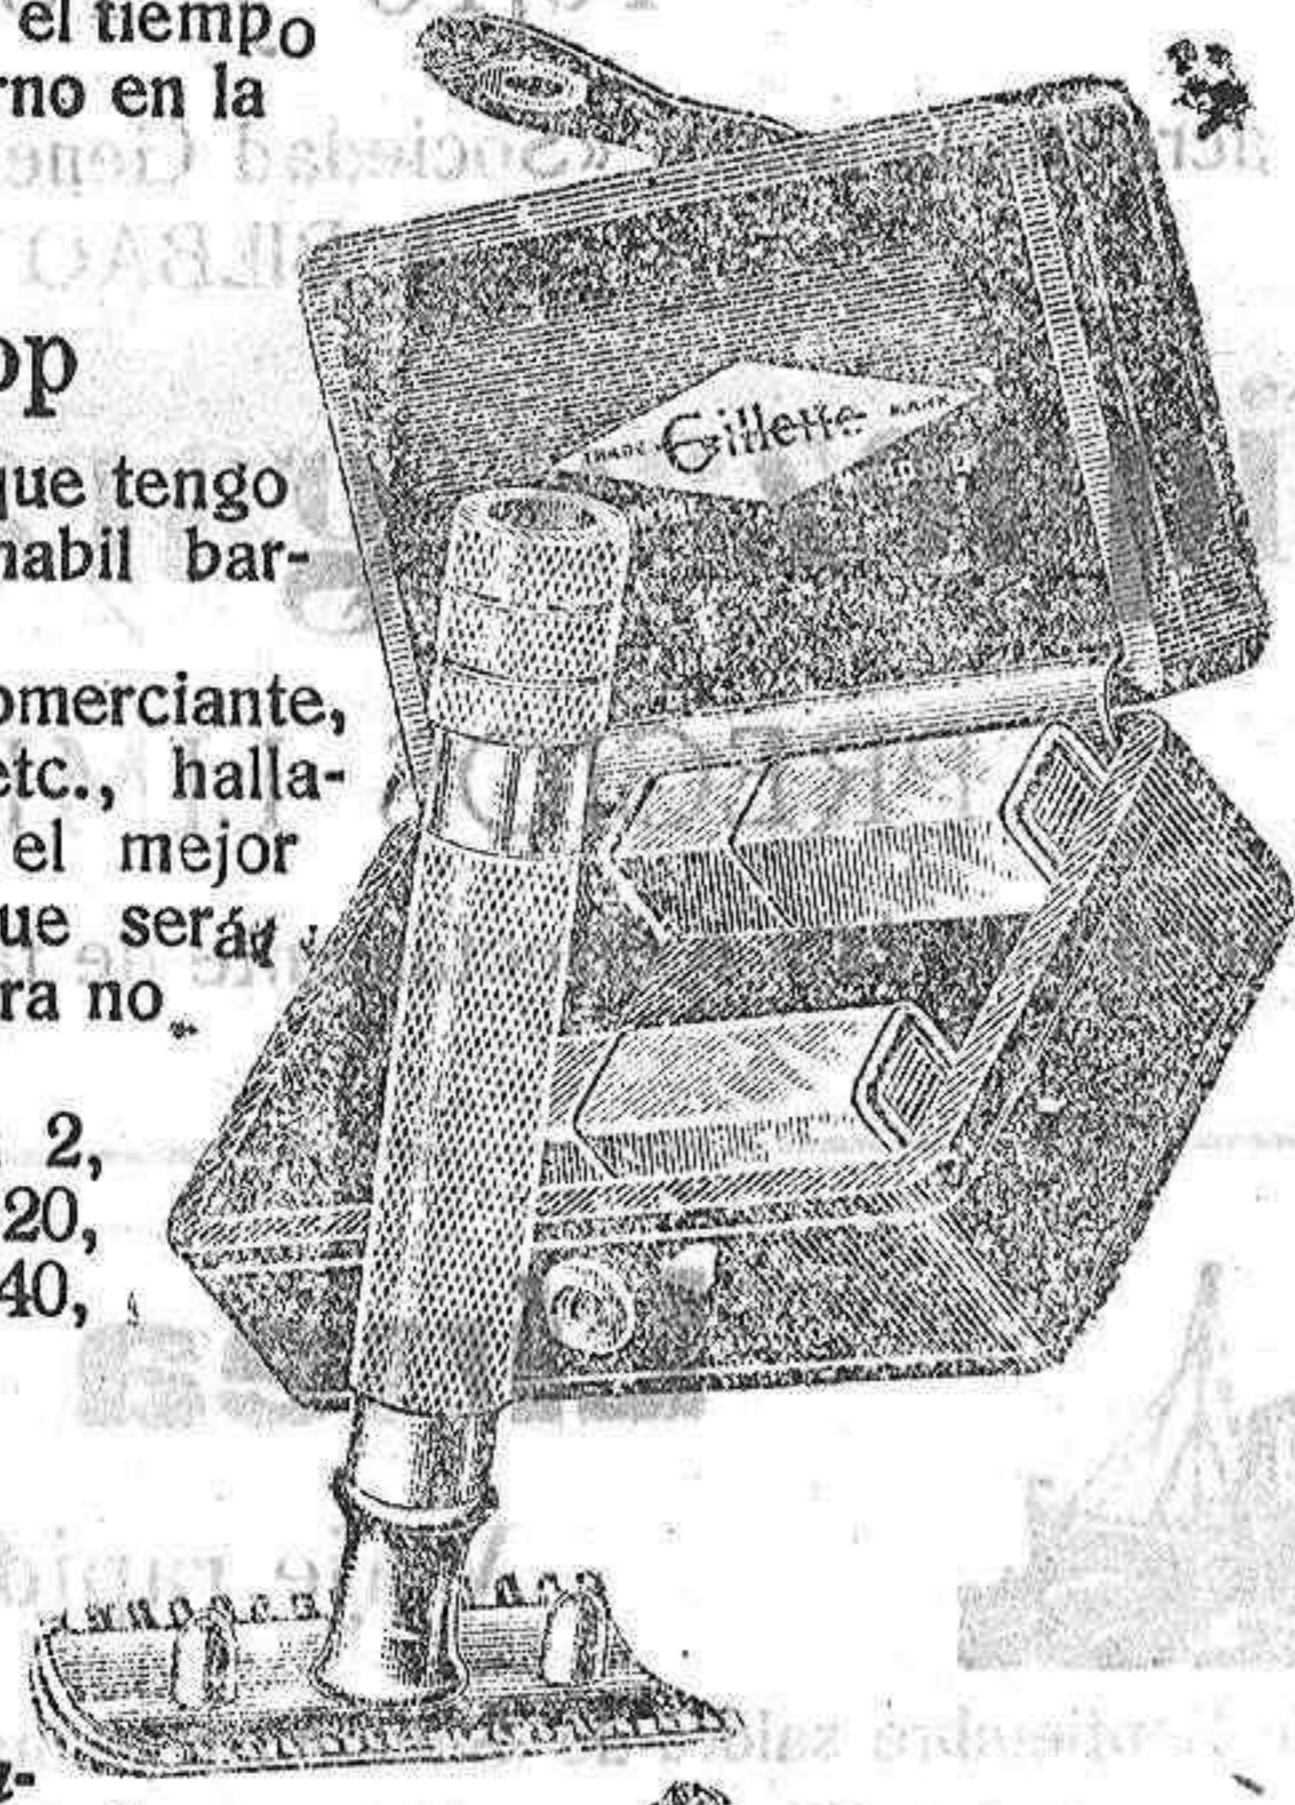 el tiempo
rno en la
op
que tengo
habil bar-
omerciante,
etc., halla-
el mejor
ue será
ra no
2,
20,
40,
TRADE Gillette MARK